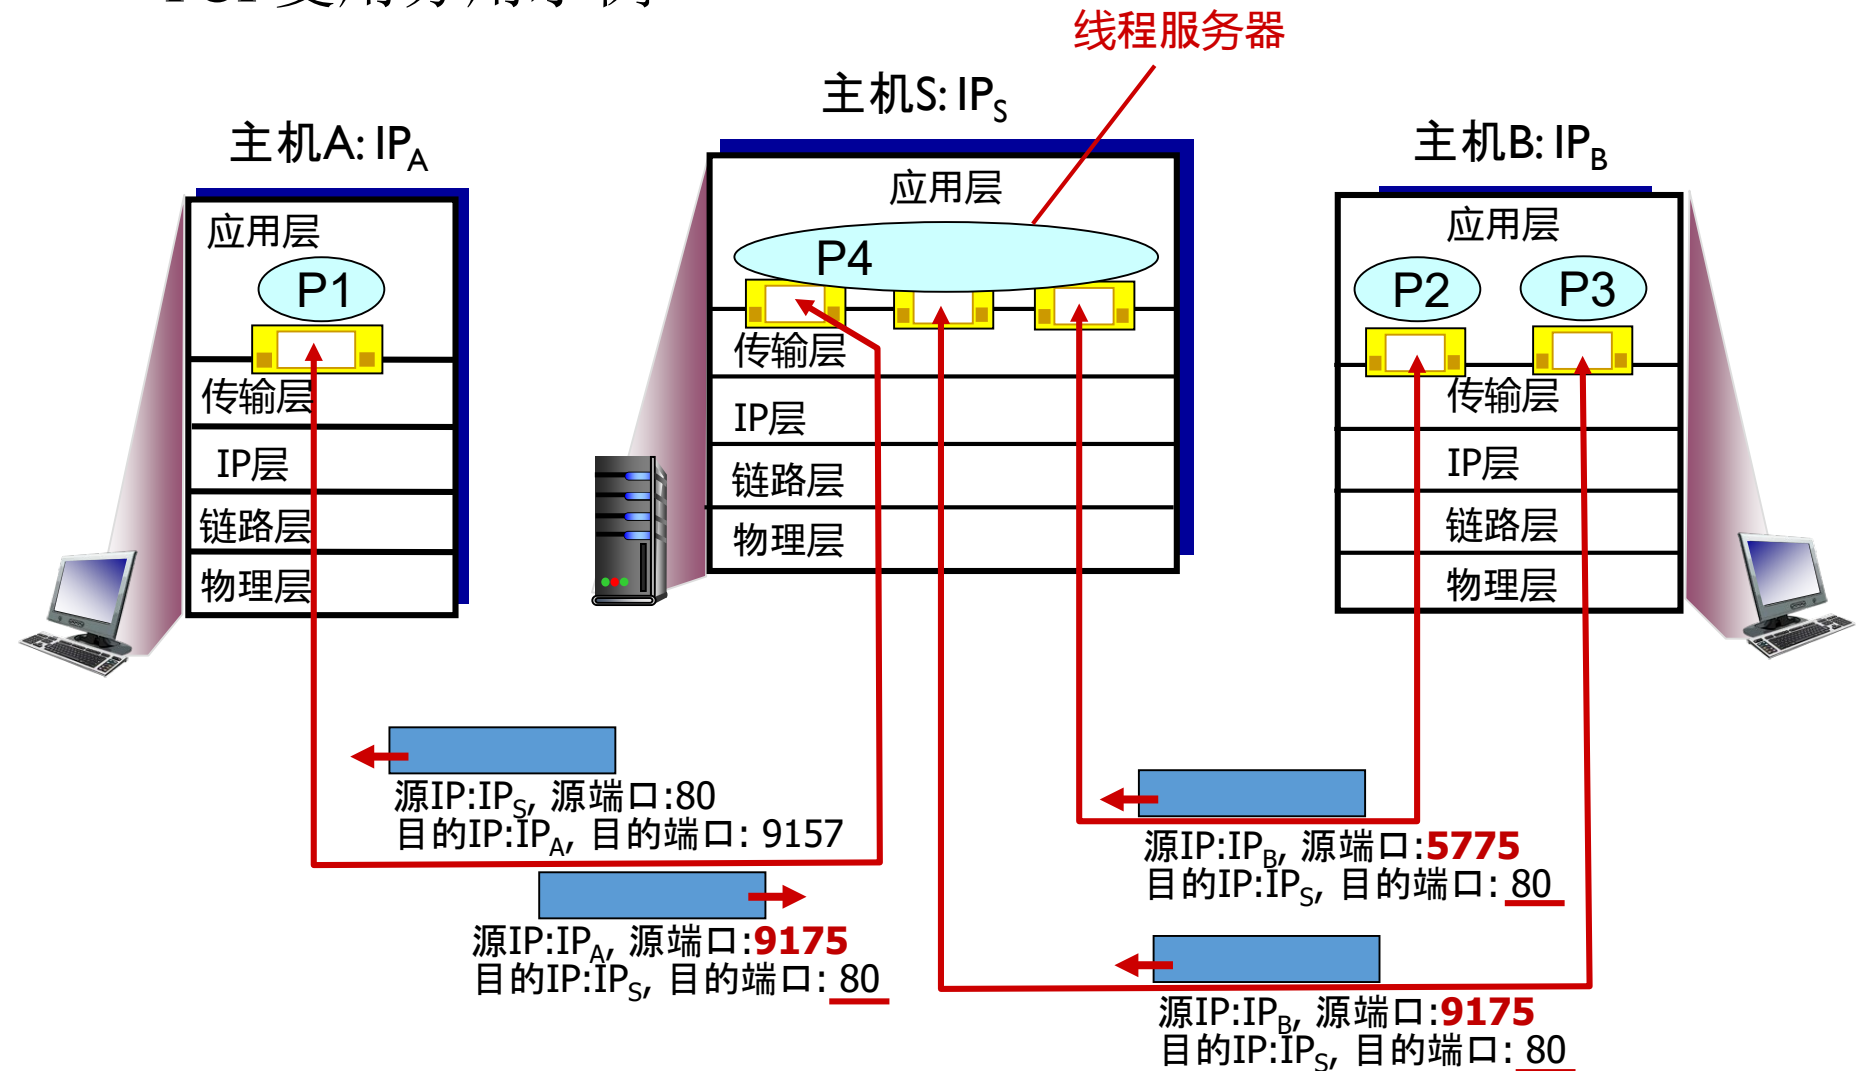 线程服务器
主机S: IPS
主机A: IPA
主机B: IPB
应用层
P4
传输层
IP层
链路层
物理层
应用层
P1
传输层
IP层
链路层
物理层
应用层
P2
P3
传输层
IP层
链路层
物理层
源IP:IPS, 源端口:80
目的IP:IPA, 目的端口: 9157
源IP:IPA, 源端口:9175
目的IP:IPS, 目的端口: 80
源IP:IPB, 源端口:5775
目的IP:IPS, 目的端口: 80
源IP:IPB, 源端口:9175
目的IP:IPS, 目的端口: 80